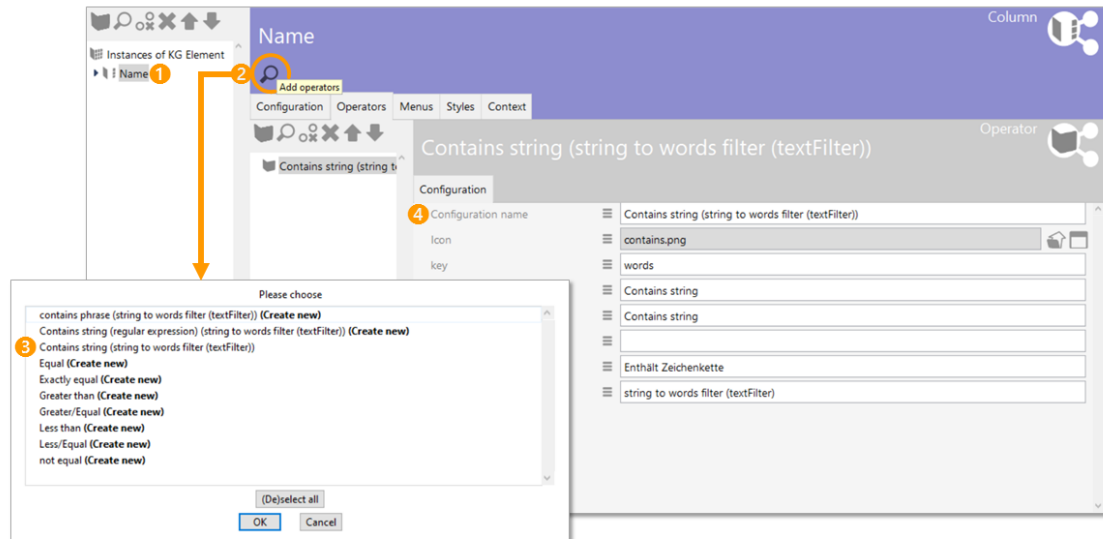 Column
Name
Instances of KG Element
Name 1
2
Add operators
Configuration Operators Menus Styles Context
Operator
Contains string (string to words filter (textFilter))
Contains string (string t
Configuration
4 Configuration name Contains string (string to words filter (textFilter))
Icon contains.png
key words
Contains string
Contains string
Enthält Zeichenkette
string to words filter (textFilter)
Please choose
contains phrase (string to words filter (textFilter)) (Create new)
Contains string (regular expression) (string to words filter (textFilter)) (Create new)
3 Contains string (string to words filter (textFilter))
Equal (Create new)
Exactly equal (Create new)
Greater than (Create new)
Greater/Equal (Create new)
Less than (Create new)
Less/Equal (Create new)
not equal (Create new)
(De)select all
OK Cancel